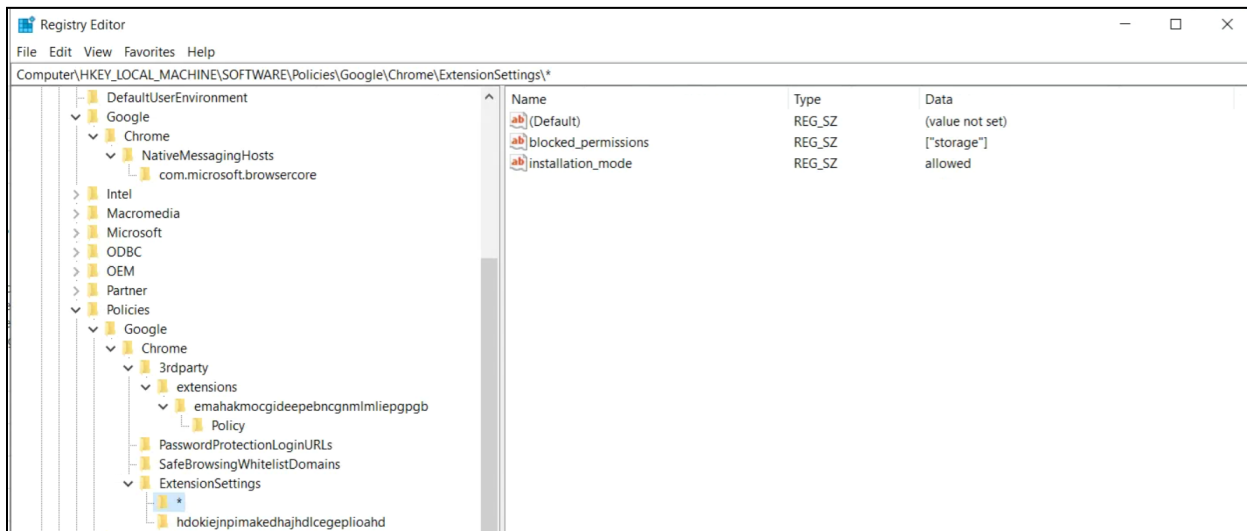 Registry Editor
File Edit View Favorites Help
Computer\HKEY_LOCAL_MACHINE\SOFTWARE\Policies\Google\Chrome\ExtensionSettings\*
DefaultUserEnvironment
Google
Chrome
NativeMessagingHosts
com.microsoft.browsercore
Intel
Macromedia
Microsoft
ODBC
OEM
Partner
Policies
Google
Chrome
3rdparty
extensions
emahakmocgideepebncgnmlmliepgpgb
Policy
PasswordProtectionLoginURLs
SafeBrowsingWhitelistDomains
ExtensionSettings
*
hdokiejnpimakedhajhdlcegeplioahd
Name Type Data
(Default) REG_SZ (value not set)
blocked_permissions REG_SZ ["storage"]
installation_mode REG_SZ allowed